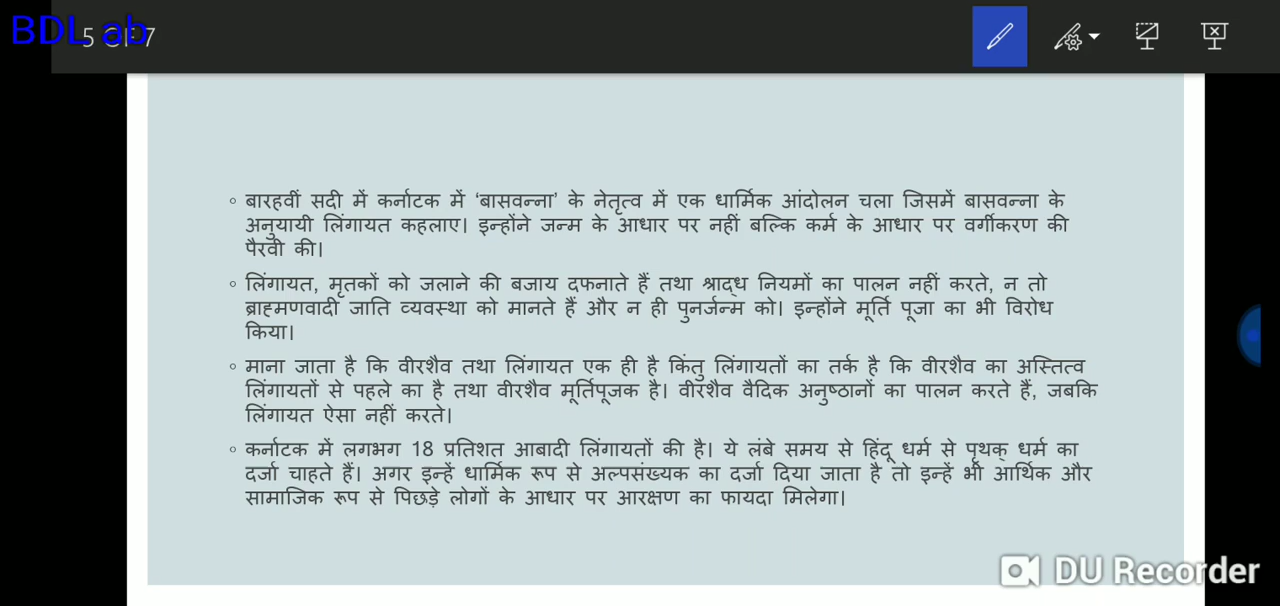 BDL ab
5 OF 7
◦ बारहवीं सदी में कर्नाटक में ‘बासवन्ना’ के नेतृत्व में एक धार्मिक आंदोलन चला जिसमें बासवन्ना के
अनुयायी लिंगायत कहलाए। इन्होंने जन्म के आधार पर नहीं बल्कि कर्म के आधार पर वर्गीकरण की
पैरवी की।
◦ लिंगायत, मृतकों को जलाने की बजाय दफनाते हैं तथा श्राद्ध नियमों का पालन नहीं करते, न तो
ब्राह्मणवादी जाति व्यवस्था को मानते हैं और न ही पुनर्जन्म को। इन्होंने मूर्ति पूजा का भी विरोध
किया।
◦ माना जाता है कि वीरशैव तथा लिंगायत एक ही है किंतु लिंगायतों का तर्क है कि वीरशैव का अस्तित्व
लिंगायतों से पहले का है तथा वीरशैव मूर्तिपूजक है। वीरशैव वैदिक अनुष्ठानों का पालन करते हैं, जबकि
लिंगायत ऐसा नहीं करते।
◦ कर्नाटक में लगभग 18 प्रतिशत आबादी लिंगायतों की है। ये लंबे समय से हिंदू धर्म से पृथक् धर्म का
दर्जा चाहते हैं। अगर इन्हें धार्मिक रूप से अल्पसंख्यक का दर्जा दिया जाता है तो इन्हें भी आर्थिक और
सामाजिक रूप से पिछड़े लोगों के आधार पर आरक्षण का फायदा मिलेगा।
DU Recorder